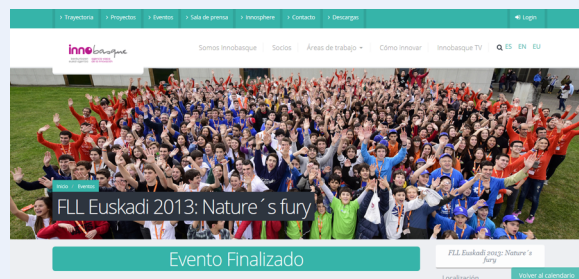 Trayectoria Proyectos Eventos Sala de prensa Innosphere Contacto Descargas Login
innobasque
Somos Innobasque Socios Áreas de trabajo Cómo innovar Innobasque TV ES EN EU
Inicio / Eventos
FLL Euskadi 2013: Nature´s fury
Evento Finalizado
FLL Euskadi 2013: Nature´s
fury
Localización
Volver al calendario